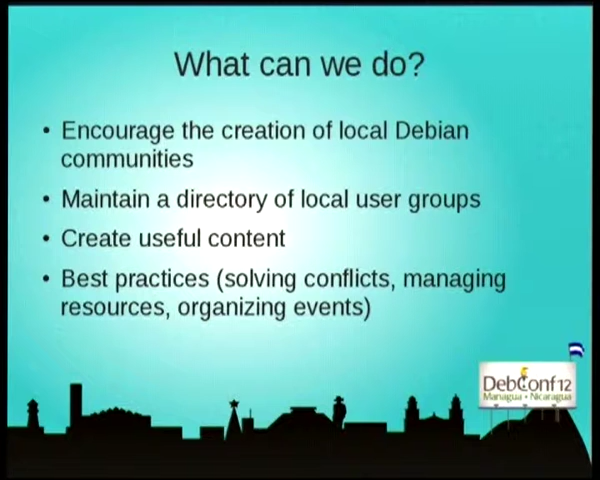 What can we do?
• Encourage the creation of local Debian
communities
• Maintain a directory of local user groups
• Create useful content
• Best practices (solving conflicts, managing
resources, organizing events)
DebConf12
Managua • Nicaragua